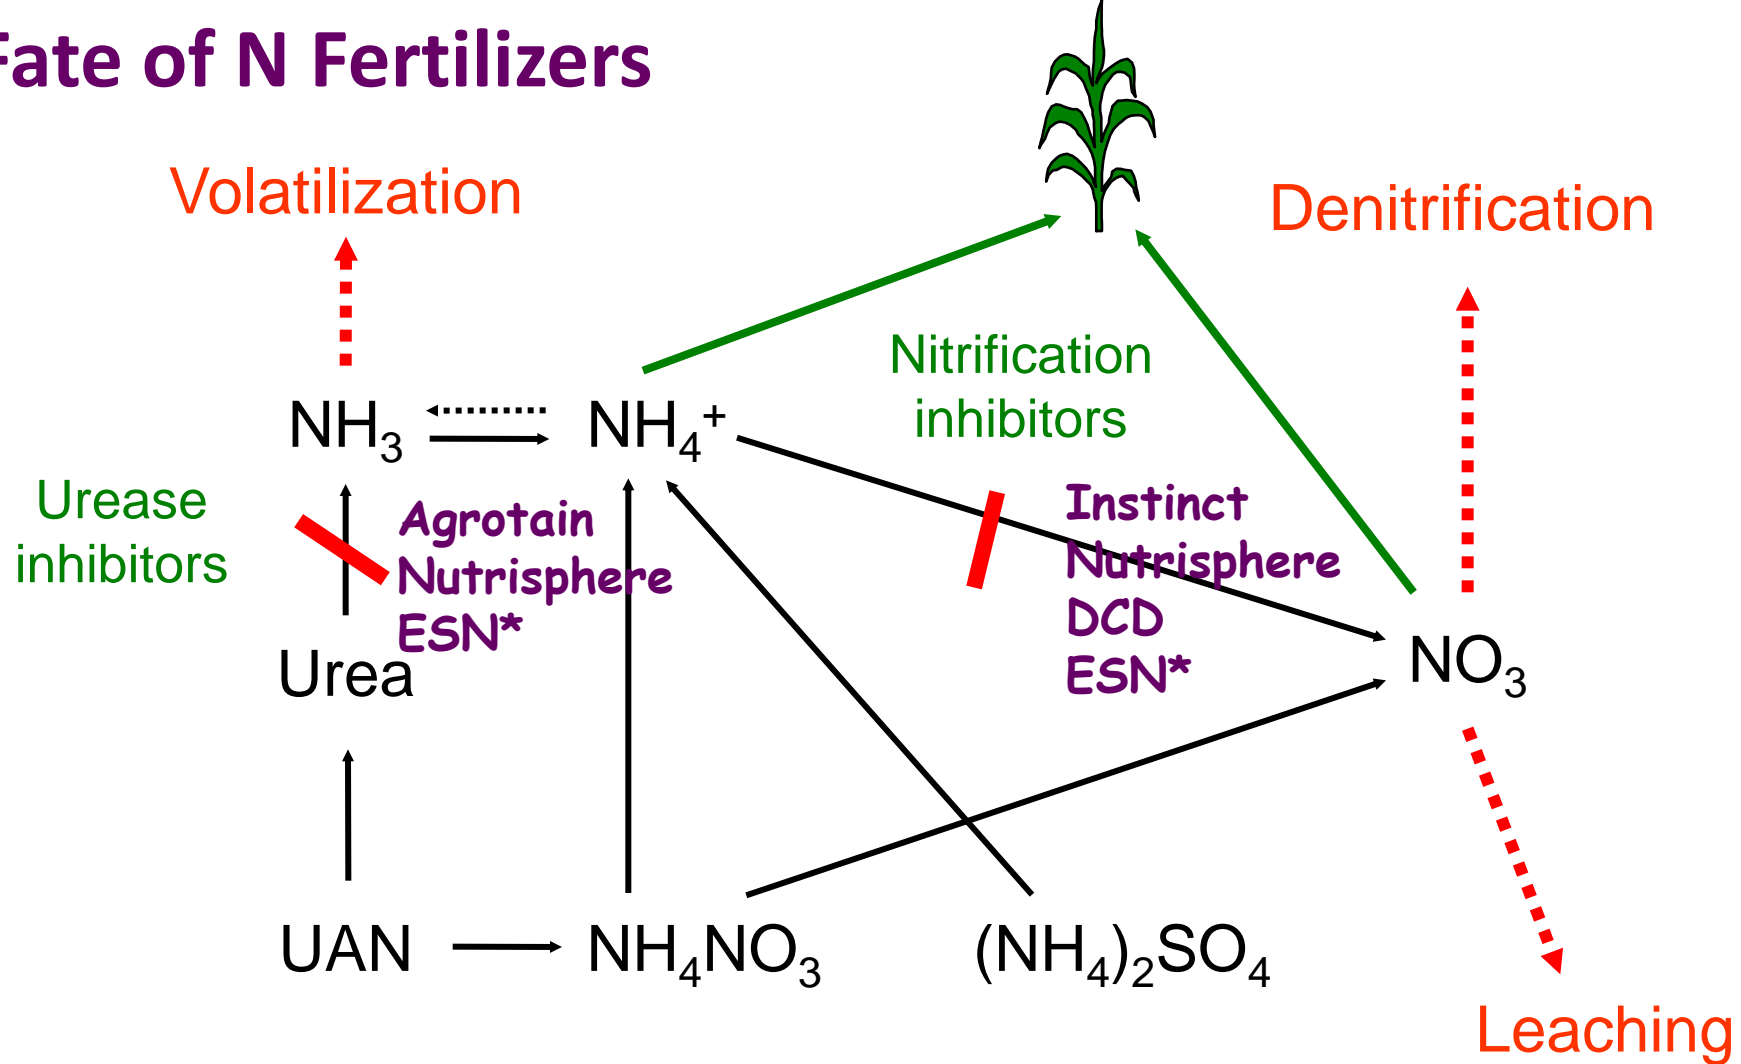 Fate of N Fertilizers
Volatilization
Denitrification
Nitrification
inhibitors
NH₃
NH₄⁺
Urease
inhibitors
Agrotain
Nutrisphere
ESN*
Instinct
Nutrisphere
DCD
ESN*
Urea
NO₃
UAN
NH₄NO₃
(NH₄)₂SO₄
Leaching